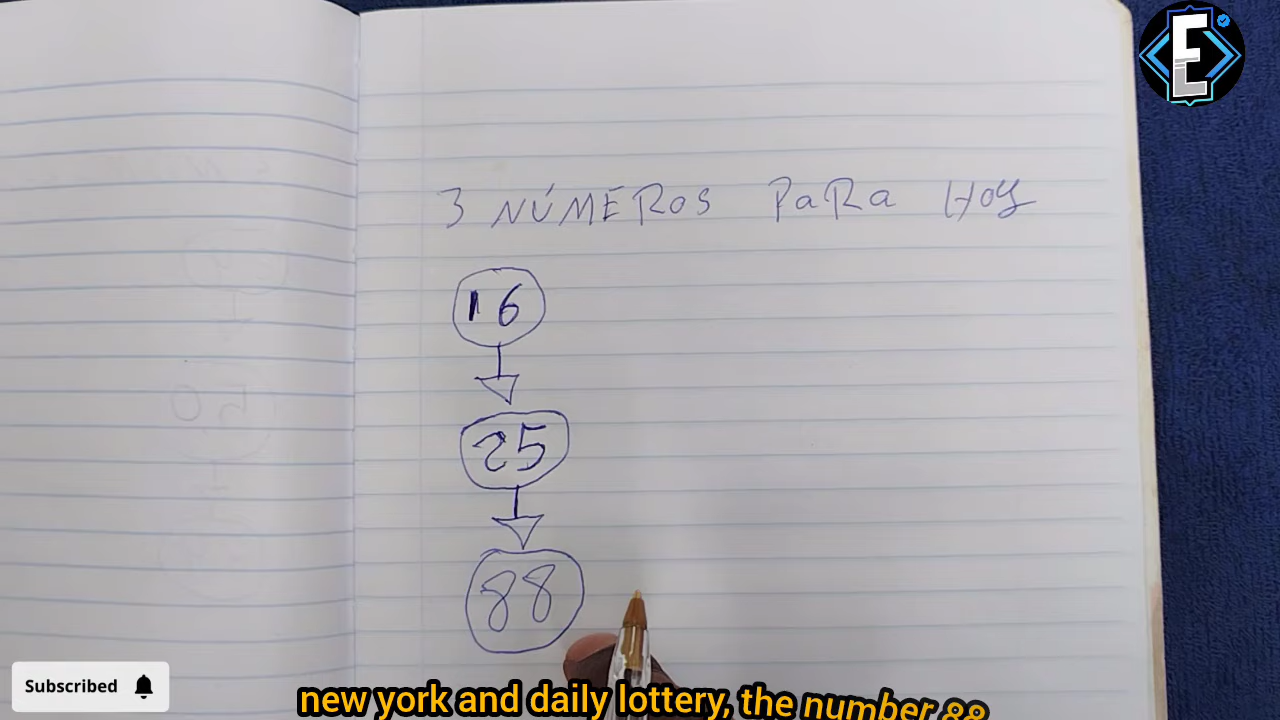 3 NÚMEROS PaRa HOY
16
25
88
Subscribed
new york and daily lottery, the number 88